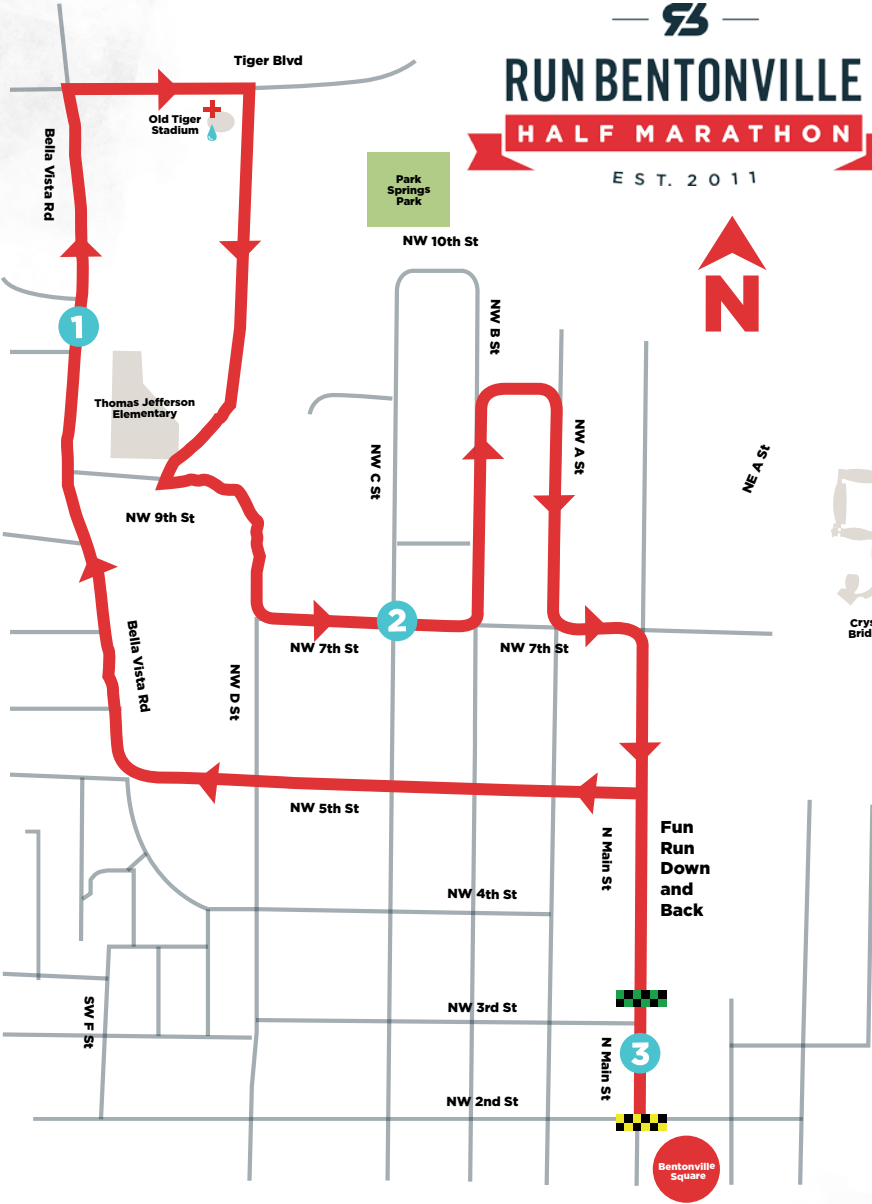 RUN BENTONVILLE
HALF MARATHON
EST. 2011
Tiger Blvd
Old Tiger
Stadium
Bella Vista Rd
Park
Springs
Park
NW 10th St
N
NW B St
1
Thomas Jefferson
Elementary
NW C St
NW A St
NE A St
NW 9th St
2
Crys
Brid
NW 7th St
NW 7th St
Bella Vista Rd
NW D St
NW 5th St
Fun
Run
Down
and
Back
N Main St
NW 4th St
NW 3rd St
SW F St
3
N Main St
NW 2nd St
Bentonville
Square